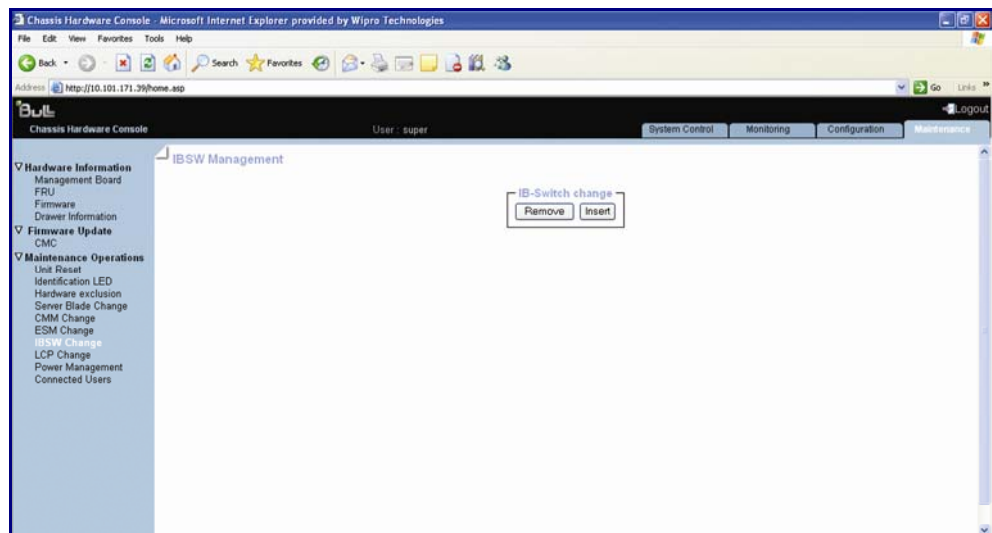 Chassis Hardware Console - Microsoft Internet Explorer provided by Wipro Technologies
File Edit View Favorites Tools Help
Back Search Favorites
Address http://10.101.171.39/home.asp Go Links »
Bull Logout
Chassis Hardware Console User : super System Control Monitoring Configuration Maintenance
IBSW Management
Hardware Information
Management Board
FRU
Firmware
Drawer Information
Firmware Update
CMC
Maintenance Operations
Unit Reset
Identification LED
Hardware exclusion
Server Blade Change
CMM Change
ESM Change
IBSW Change
LCP Change
Power Management
Connected Users
IB-Switch change
Remove Insert